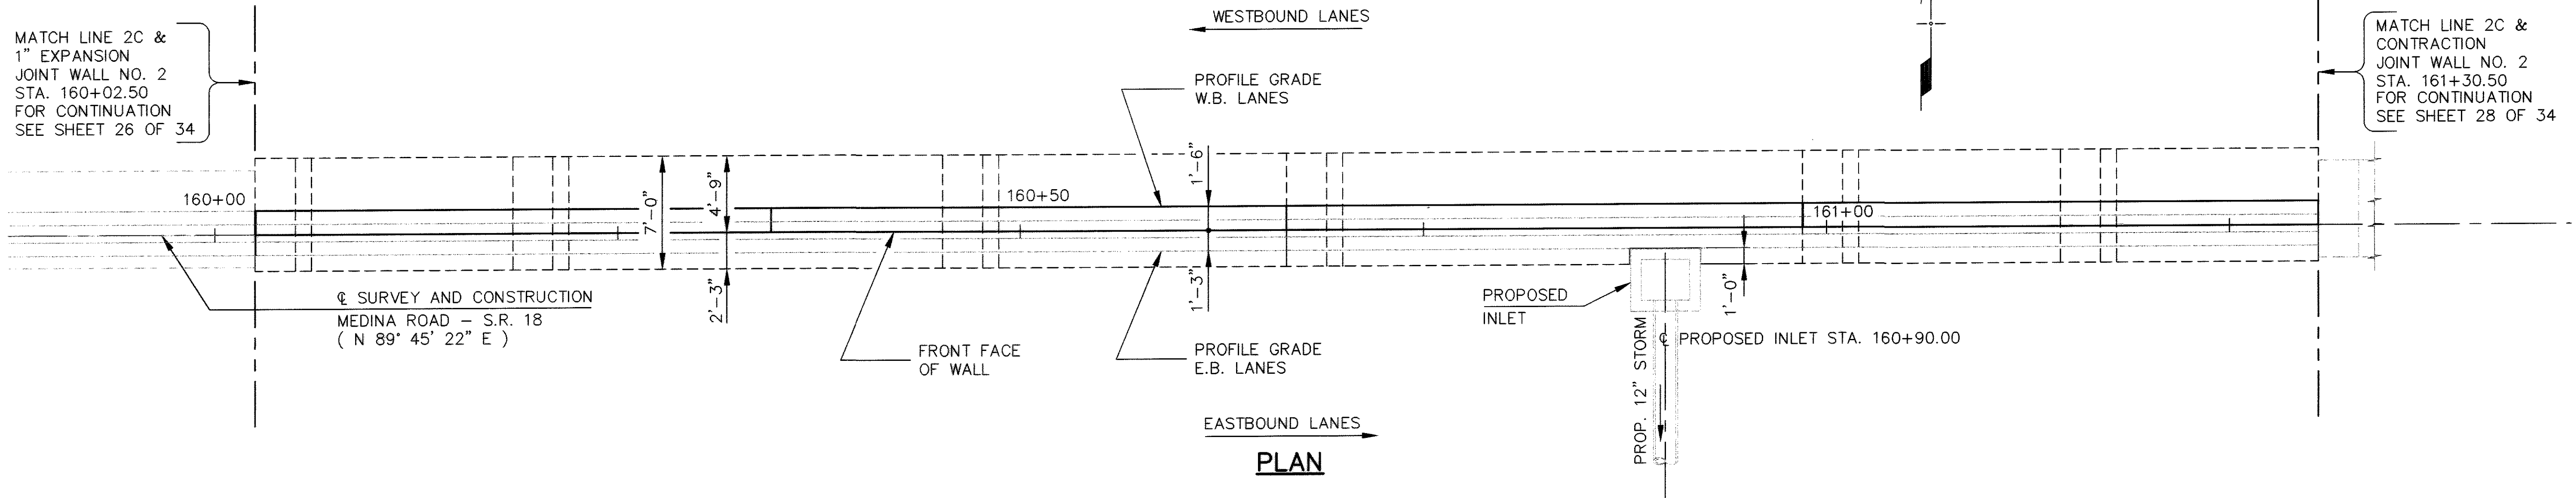 WESTBOUND LANES
MATCH LINE 2C &
1" EXPANSION
JOINT WALL NO. 2
STA. 160+02.50
FOR CONTINUATION
SEE SHEET 26 OF 34
MATCH LINE 2C &
CONTRACTION
JOINT WALL NO. 2
STA. 161+30.50
FOR CONTINUATION
SEE SHEET 28 OF 34
PROFILE GRADE
W.B. LANES
160+00
7'-0"
4'-9"
160+50
1'-6"
161+00
2'-3"
1'-3"
1'-0"
℄ SURVEY AND CONSTRUCTION
MEDINA ROAD – S.R. 18
( N 89° 45' 22" E )
FRONT FACE
OF WALL
PROFILE GRADE
E.B. LANES
PROPOSED
INLET
PROP. 12" STORM
℄ PROPOSED INLET STA. 160+90.00
EASTBOUND LANES
PLAN